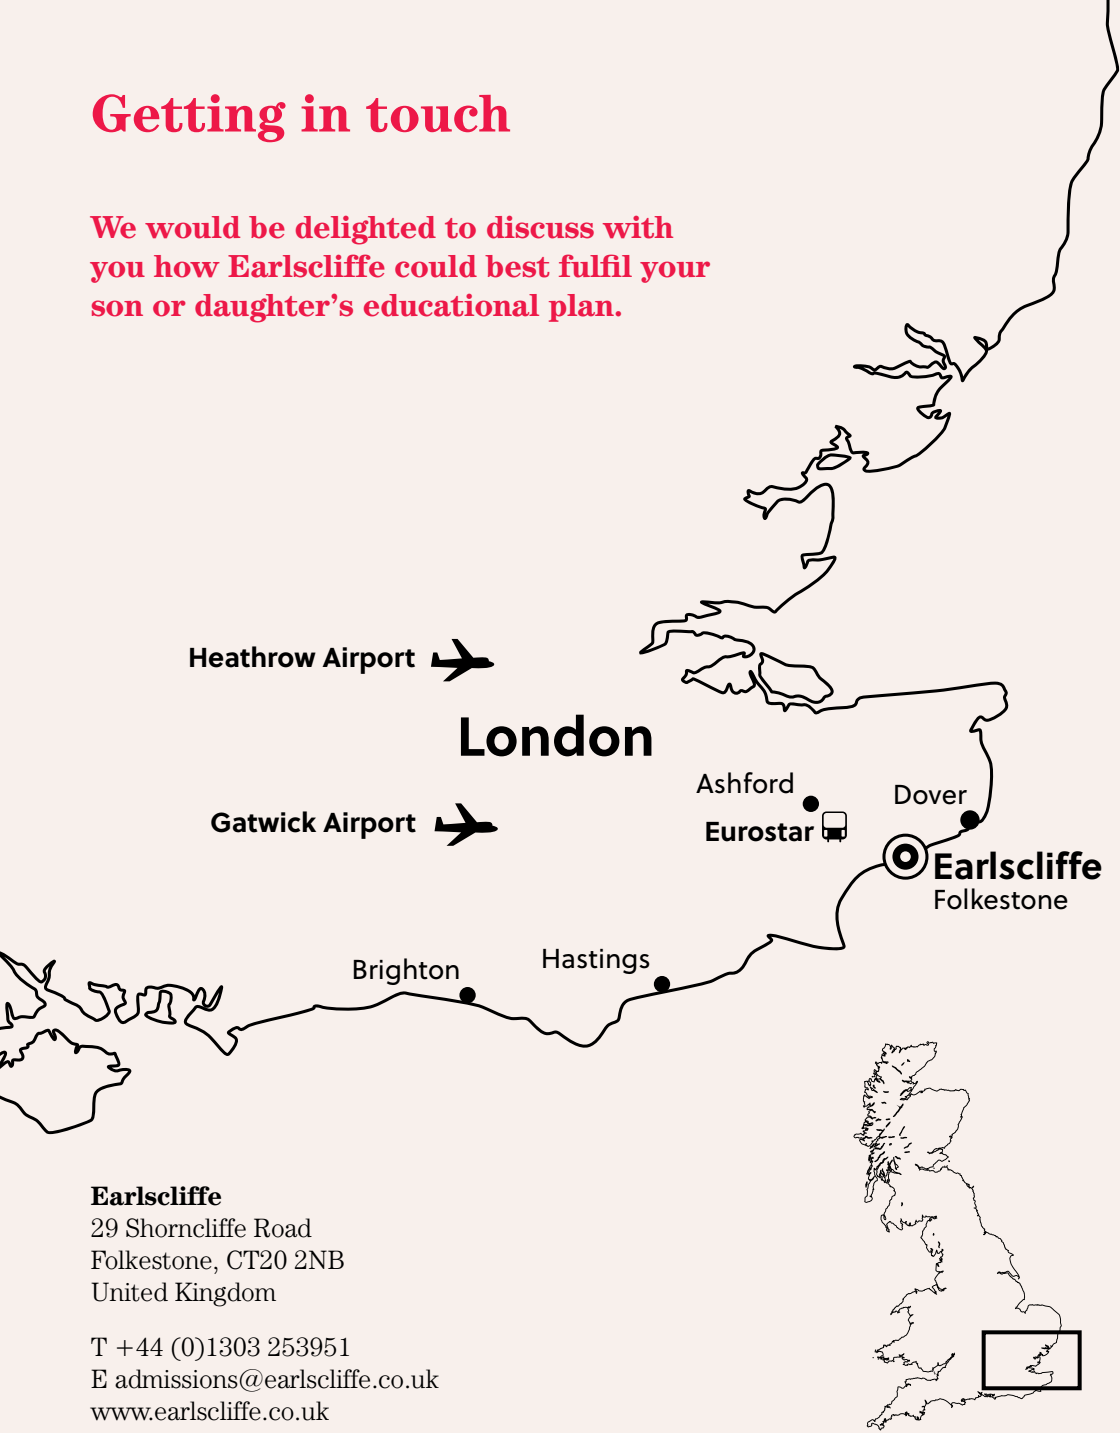 Getting in touch
We would be delighted to discuss with
you how Earlscliffe could best fulfil your
son or daughter’s educational plan.
Heathrow Airport
London
Ashford
Dover
Gatwick Airport
Eurostar
Earlscliffe
Folkestone
Hastings
Brighton
Earlscliffe
29 Shorncliffe Road
Folkestone, CT20 2NB
United Kingdom
T +44 (0)1303 253951
E admissions@earlscliffe.co.uk
www.earlscliffe.co.uk